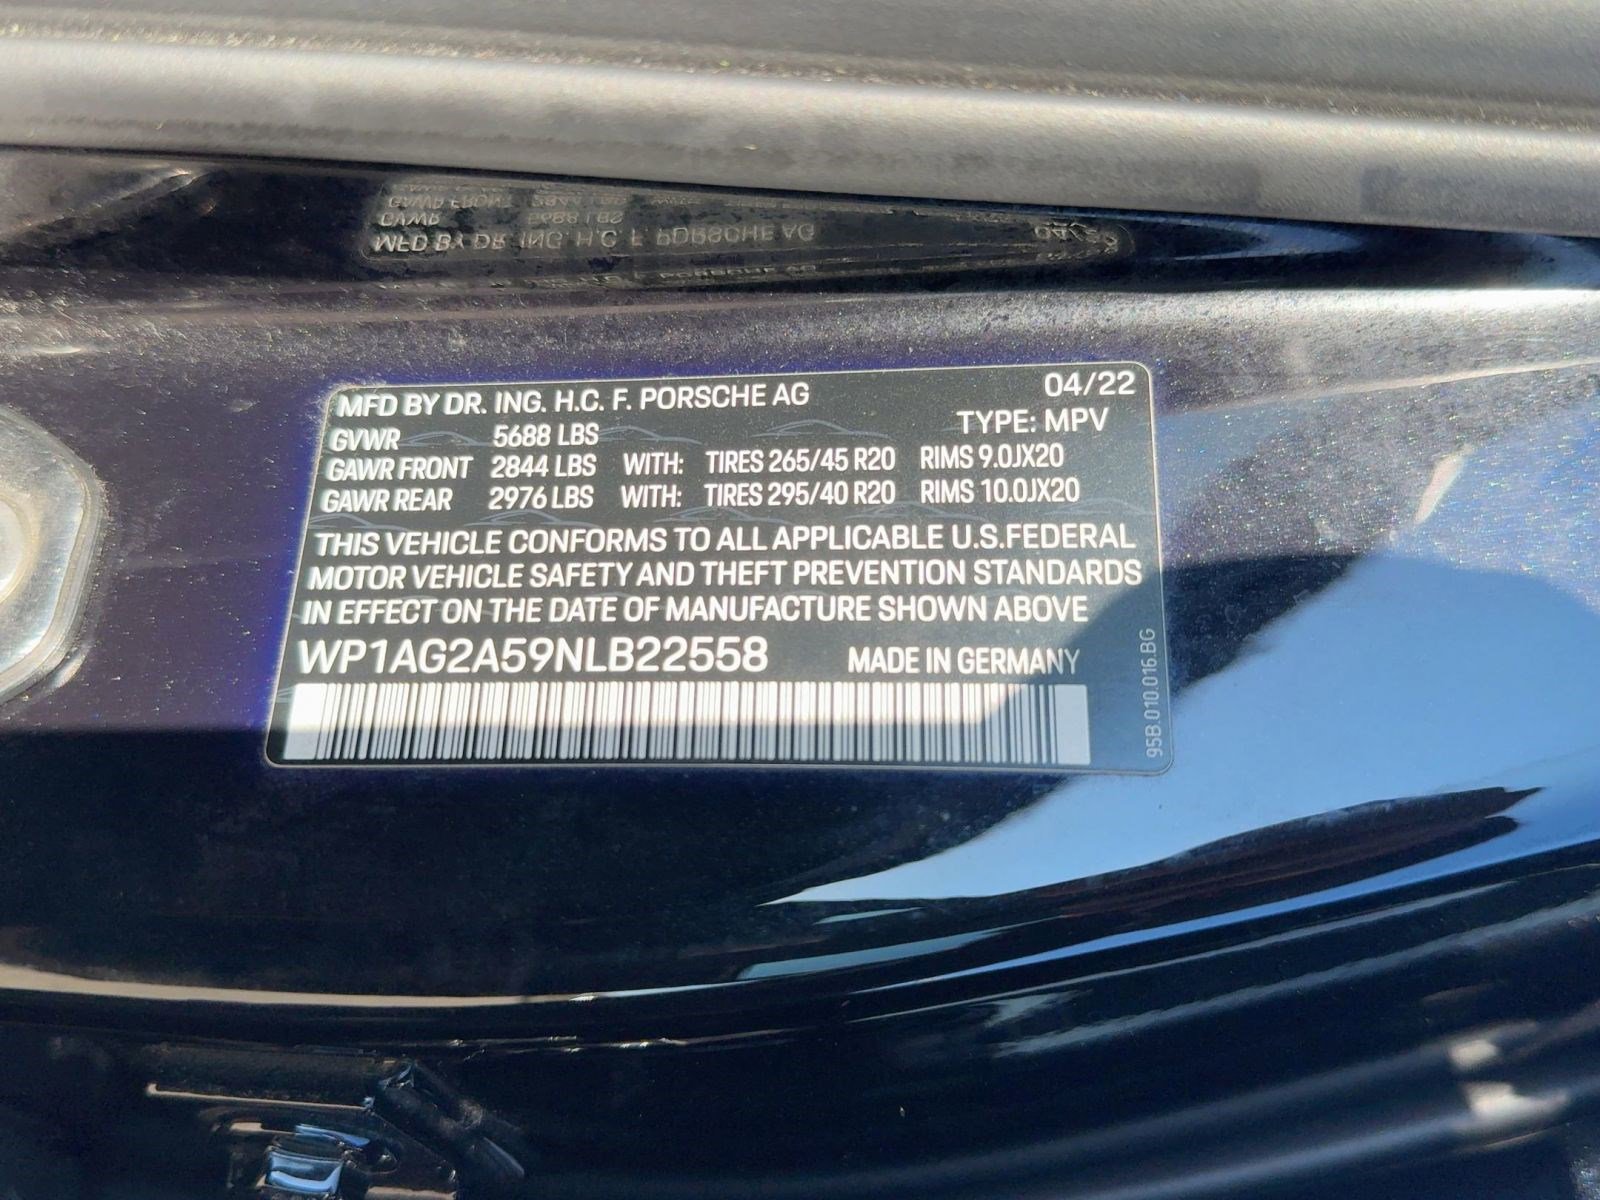 MFD BY DR. ING. H.C. F. PORSCHE AG 04/22
TYPE: MPV
GVWR 5688 LBS
GAWR FRONT 2844 LBS WITH: TIRES 265/45 R20 RIMS 9.0JX20
GAWR REAR 2976 LBS WITH: TIRES 295/40 R20 RIMS 10.0JX20
THIS VEHICLE CONFORMS TO ALL APPLICABLE U.S.FEDERAL
MOTOR VEHICLE SAFETY AND THEFT PREVENTION STANDARDS
IN EFFECT ON THE DATE OF MANUFACTURE SHOWN ABOVE
WP1AG2A59NLB22558 MADE IN GERMANY
95B.010.016.BG